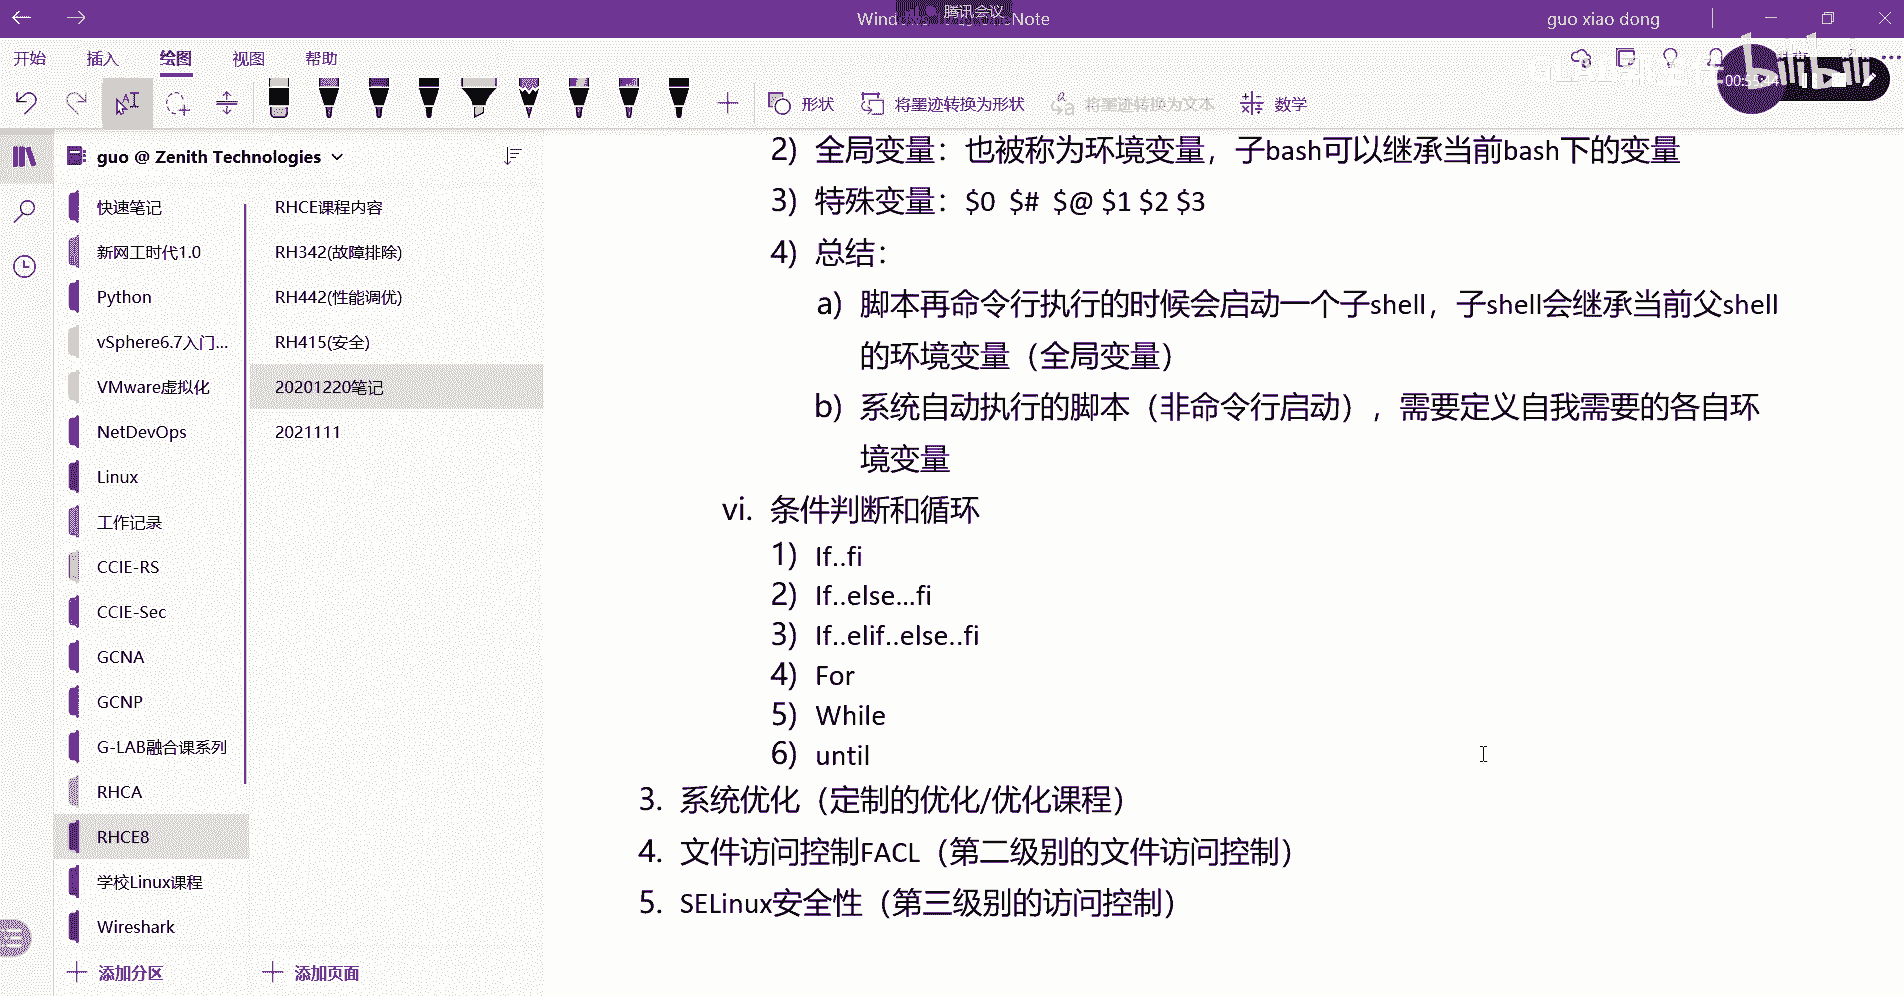 腾讯会议
guo xiao dong
开始 插入 绘图 视图 帮助
形状 将墨迹转换为形状 将墨迹转换为文本 数学
bilibili
guo @ Zenith Technologies
快速笔记
新网工时代1.0
Python
vSphere6.7入门...
VMware虚拟化
NetDevOps
Linux
工作记录
CCIE-RS
CCIE-Sec
GCNA
GCNP
G-LAB融合课系列
RHCA
RHCE8
学校Linux课程
Wireshark
添加分区
RHCE课程内容
RH342(故障排除)
RH442(性能调优)
RH415(安全)
20201220笔记
2021111
添加页面
2) 全局变量：也被称为环境变量，子bash可以继承当前bash下的变量
3) 特殊变量：$0 $# $@ $1 $2 $3
4) 总结：
a) 脚本再命令行执行的时候会启动一个子shell，子shell会继承当前父shell
的环境变量（全局变量）
b) 系统自动执行的脚本（非命令行启动），需要定义自我需要的各自环
境变量
vi. 条件判断和循环
1) If..fi
2) If..else...fi
3) If..elif..else..fi
4) For
5) While
6) until
3. 系统优化（定制的优化/优化课程）
4. 文件访问控制FACL（第二级别的文件访问控制）
5. SELinux安全性（第三级别的访问控制）